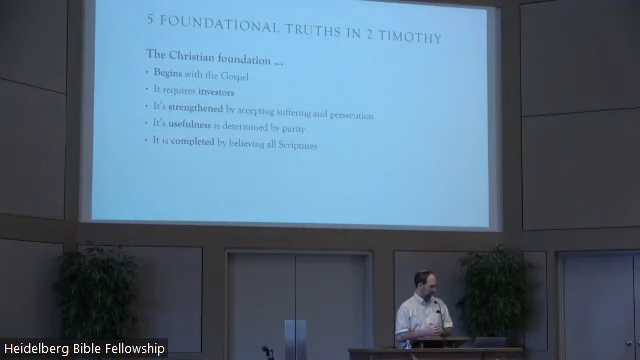 5 FOUNDATIONAL TRUTHS IN 2 TIMOTHY
The Christian foundation ...
• Begins with the Gospel
• It requires investors
• It's strengthened by accepting suffering and persecution
• It's usefulness is determined by purity
• It is completed by believing all Scriptures
Heidelberg Bible Fellowship